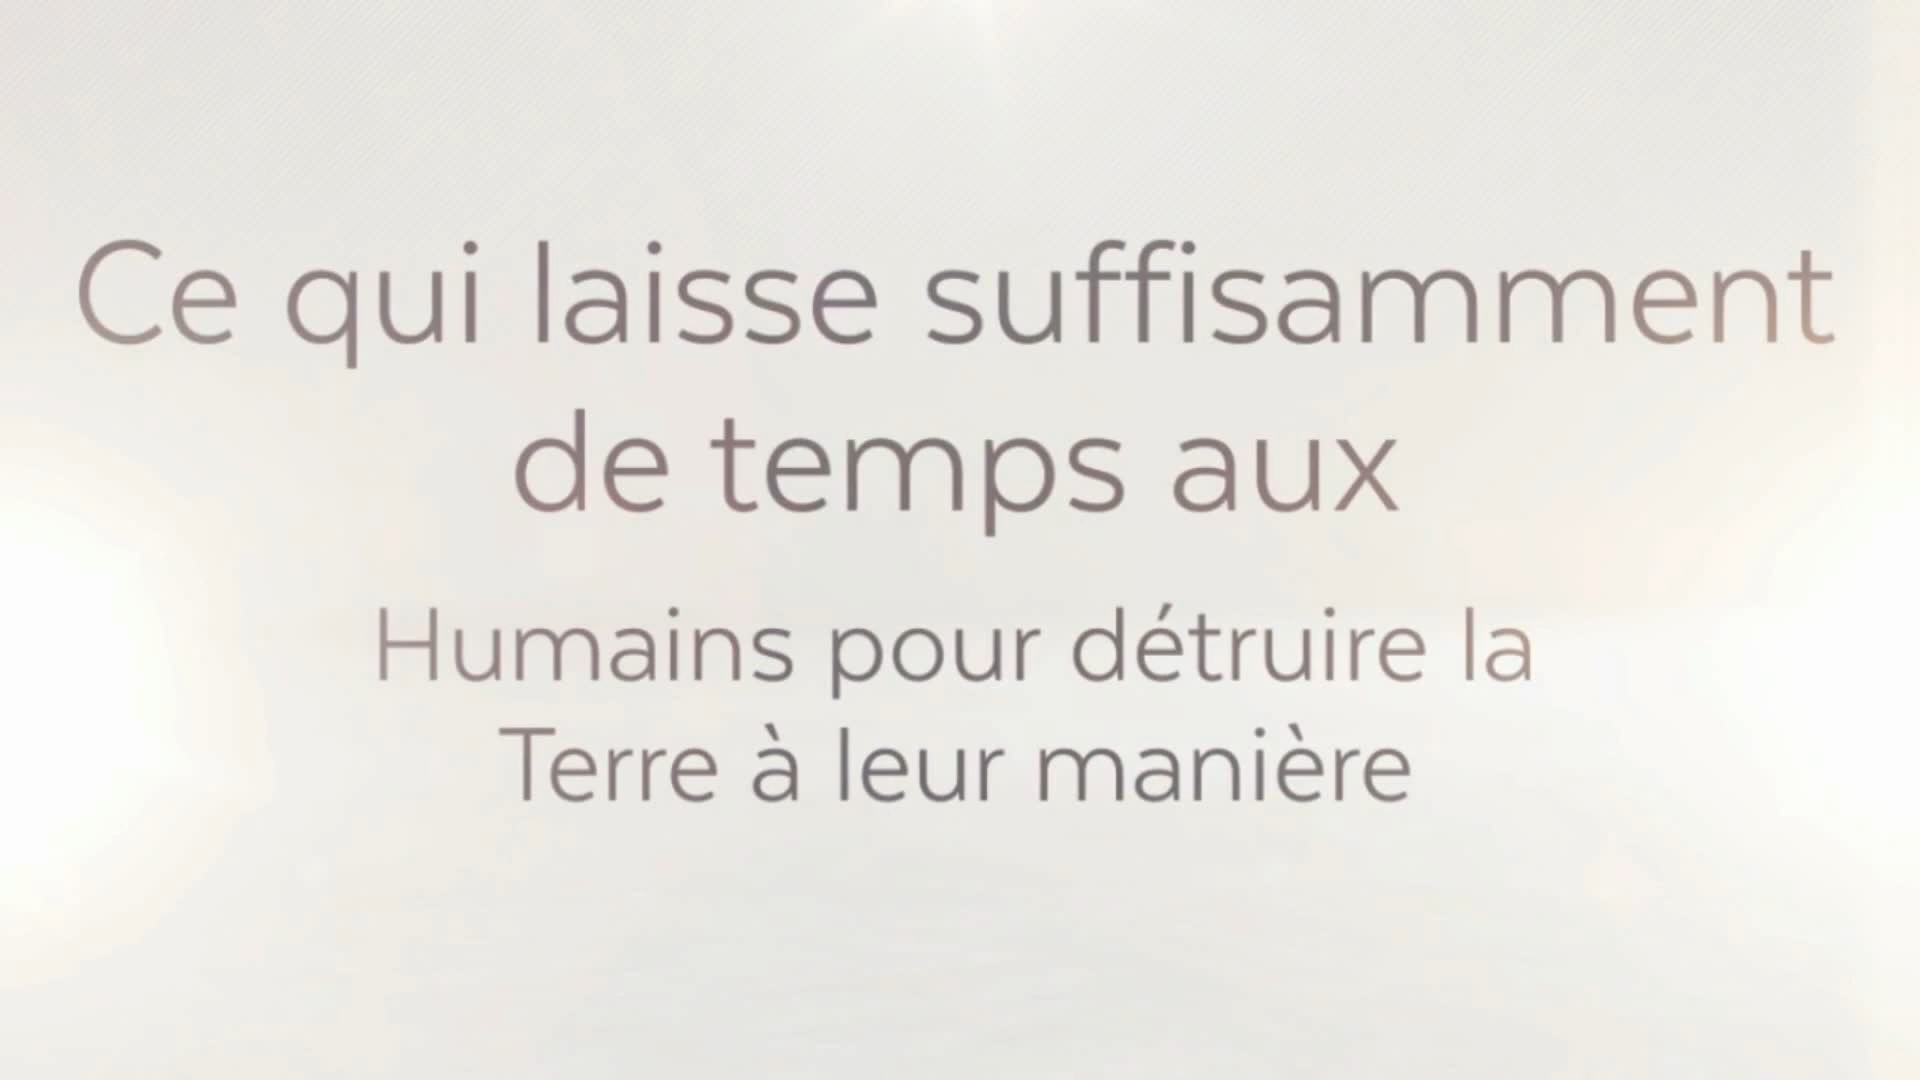 Ce qui laisse suffisamment
de temps aux
Humains pour détruire la
Terre à leur manière